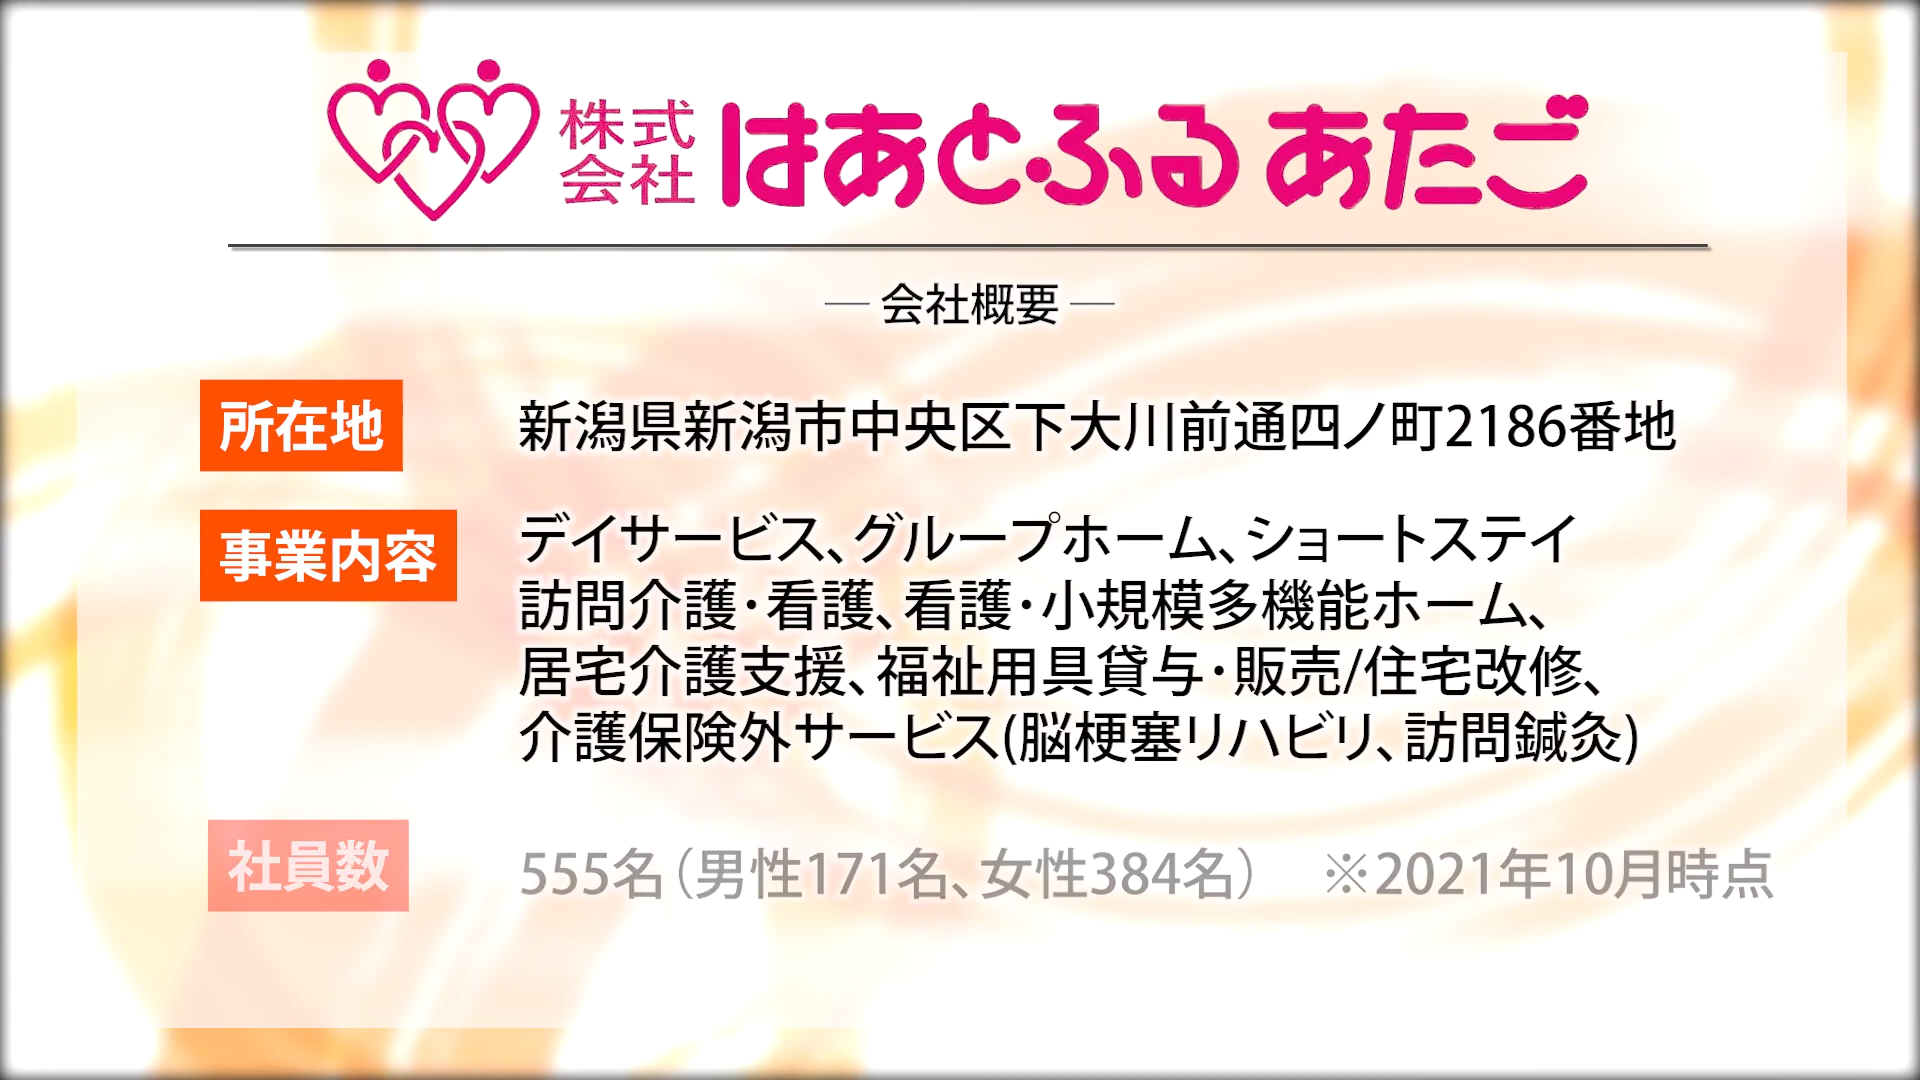 株式会社 はあとふるあたご
― 会社概要 ―
所在地 新潟県新潟市中央区下大川前通四ノ町2186番地
事業内容 デイサービス、グループホーム、ショートステイ
訪問介護・看護、看護・小規模多機能ホーム、
居宅介護支援、福祉用具貸与・販売/住宅改修、
介護保険外サービス(脳梗塞リハビリ、訪問鍼灸)
社員数 555名（男性171名、女性384名） ※2021年10月時点